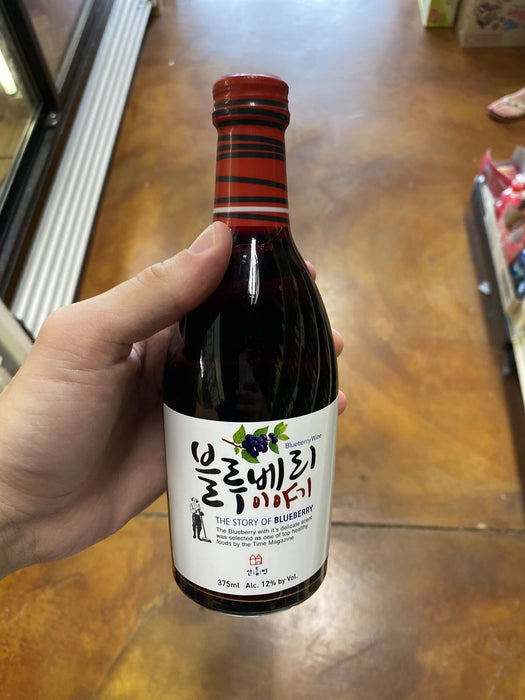 Blueberry Wine
블루베리
이야기
THE STORY OF BLUEBERRY
The Blueberry with it's delicate scent
was selected as one of top healthy
foods by the Time Magazine
375ml Alc. 12% by Vol.